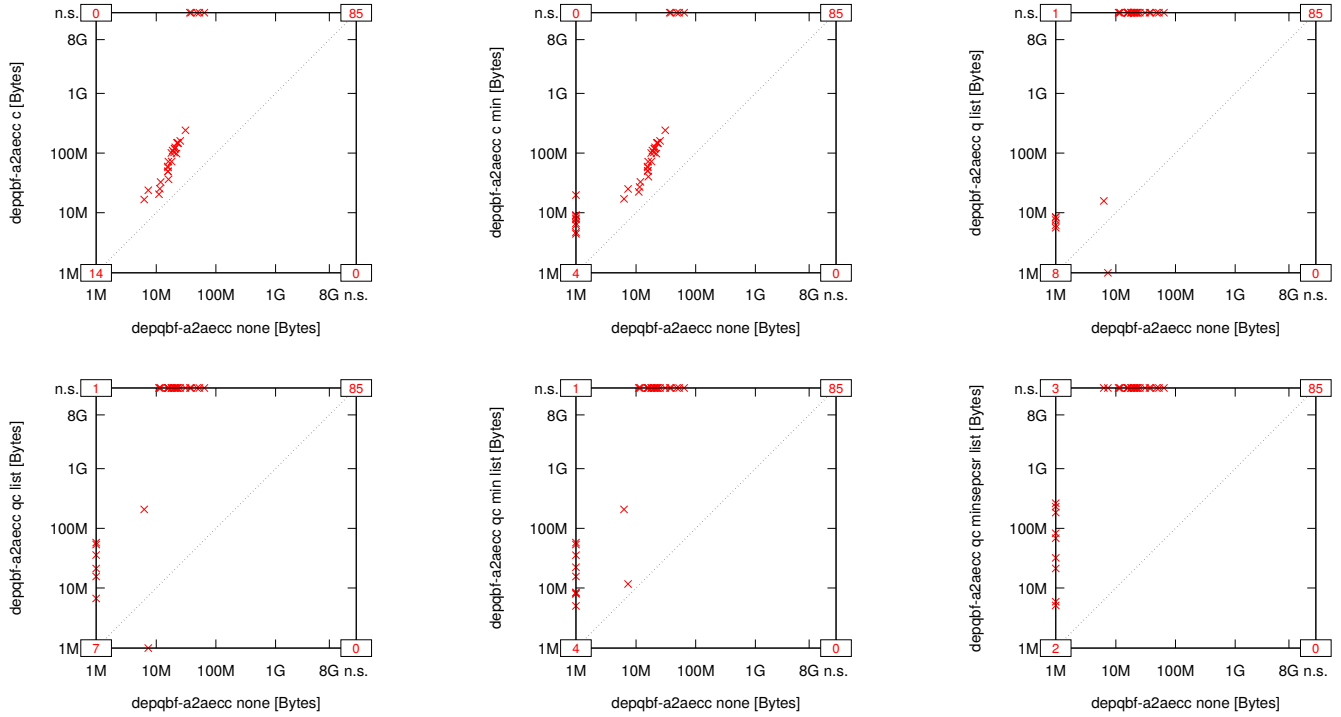 depqbf-a2aecc c [Bytes]
n.s.
8G
1G
100M
10M
1M
0
85
14
0
1M 10M 100M 1G 8G n.s.
depqbf-a2aecc none [Bytes]
depqbf-a2aecc c min [Bytes]
n.s.
8G
1G
100M
10M
1M
0
85
4
0
1M 10M 100M 1G 8G n.s.
depqbf-a2aecc none [Bytes]
depqbf-a2aecc q list [Bytes]
n.s.
8G
1G
100M
10M
1M
1
85
8
0
1M 10M 100M 1G 8G n.s.
depqbf-a2aecc none [Bytes]
depqbf-a2aecc qc list [Bytes]
n.s.
8G
1G
100M
10M
1M
1
85
7
0
1M 10M 100M 1G 8G n.s.
depqbf-a2aecc none [Bytes]
depqbf-a2aecc qc min list [Bytes]
n.s.
8G
1G
100M
10M
1M
1
85
4
0
1M 10M 100M 1G 8G n.s.
depqbf-a2aecc none [Bytes]
depqbf-a2aecc qc minsepcsr list [Bytes]
n.s.
8G
1G
100M
10M
1M
3
85
2
0
1M 10M 100M 1G 8G n.s.
depqbf-a2aecc none [Bytes]